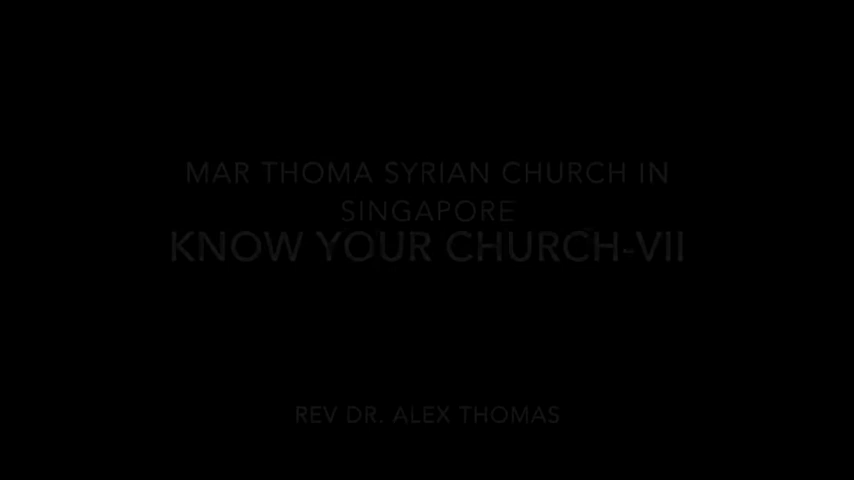 MAR THOMA SYRIAN CHURCH IN
SINGAPORE
KNOW YOUR CHURCH-VII
REV DR. ALEX THOMAS